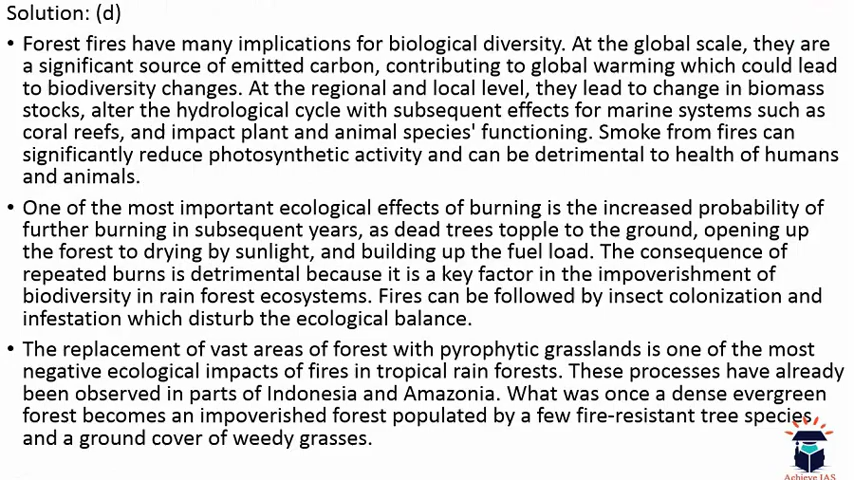 Solution: (d)
• Forest fires have many implications for biological diversity. At the global scale, they are
a significant source of emitted carbon, contributing to global warming which could lead
to biodiversity changes. At the regional and local level, they lead to change in biomass
stocks, alter the hydrological cycle with subsequent effects for marine systems such as
coral reefs, and impact plant and animal species' functioning. Smoke from fires can
significantly reduce photosynthetic activity and can be detrimental to health of humans
and animals.
• One of the most important ecological effects of burning is the increased probability of
further burning in subsequent years, as dead trees topple to the ground, opening up
the forest to drying by sunlight, and building up the fuel load. The consequence of
repeated burns is detrimental because it is a key factor in the impoverishment of
biodiversity in rain forest ecosystems. Fires can be followed by insect colonization and
infestation which disturb the ecological balance.
• The replacement of vast areas of forest with pyrophytic grasslands is one of the most
negative ecological impacts of fires in tropical rain forests. These processes have already
been observed in parts of Indonesia and Amazonia. What was once a dense evergreen
forest becomes an impoverished forest populated by a few fire-resistant tree species
and a ground cover of weedy grasses.
Achieve IAS